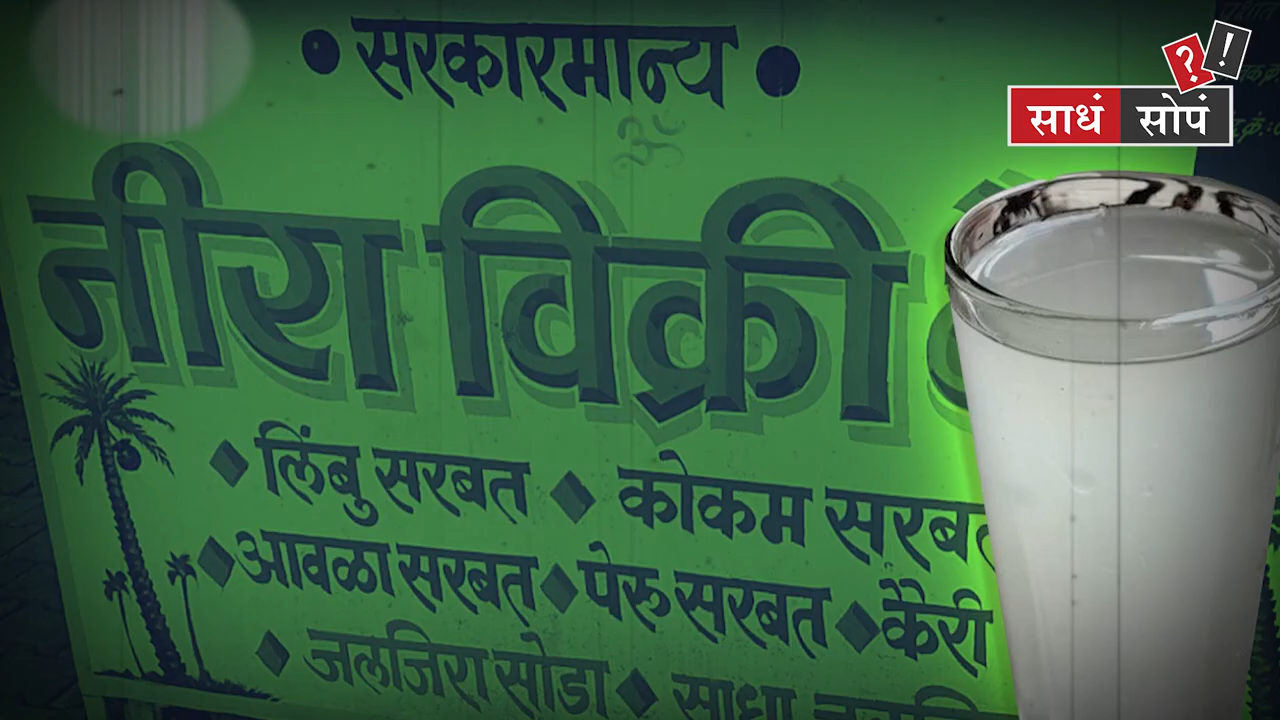 • सरकारमान्य •
ॐ
नीरा विक्री
◆ लिंबु सरबत ◆ कोकम सरबत
◆ आवळा सरबत ◆ पेरू सरबत ◆ कैरी
◆ जलजिरा सोडा ◆ साधा
साधं सोपं
?!